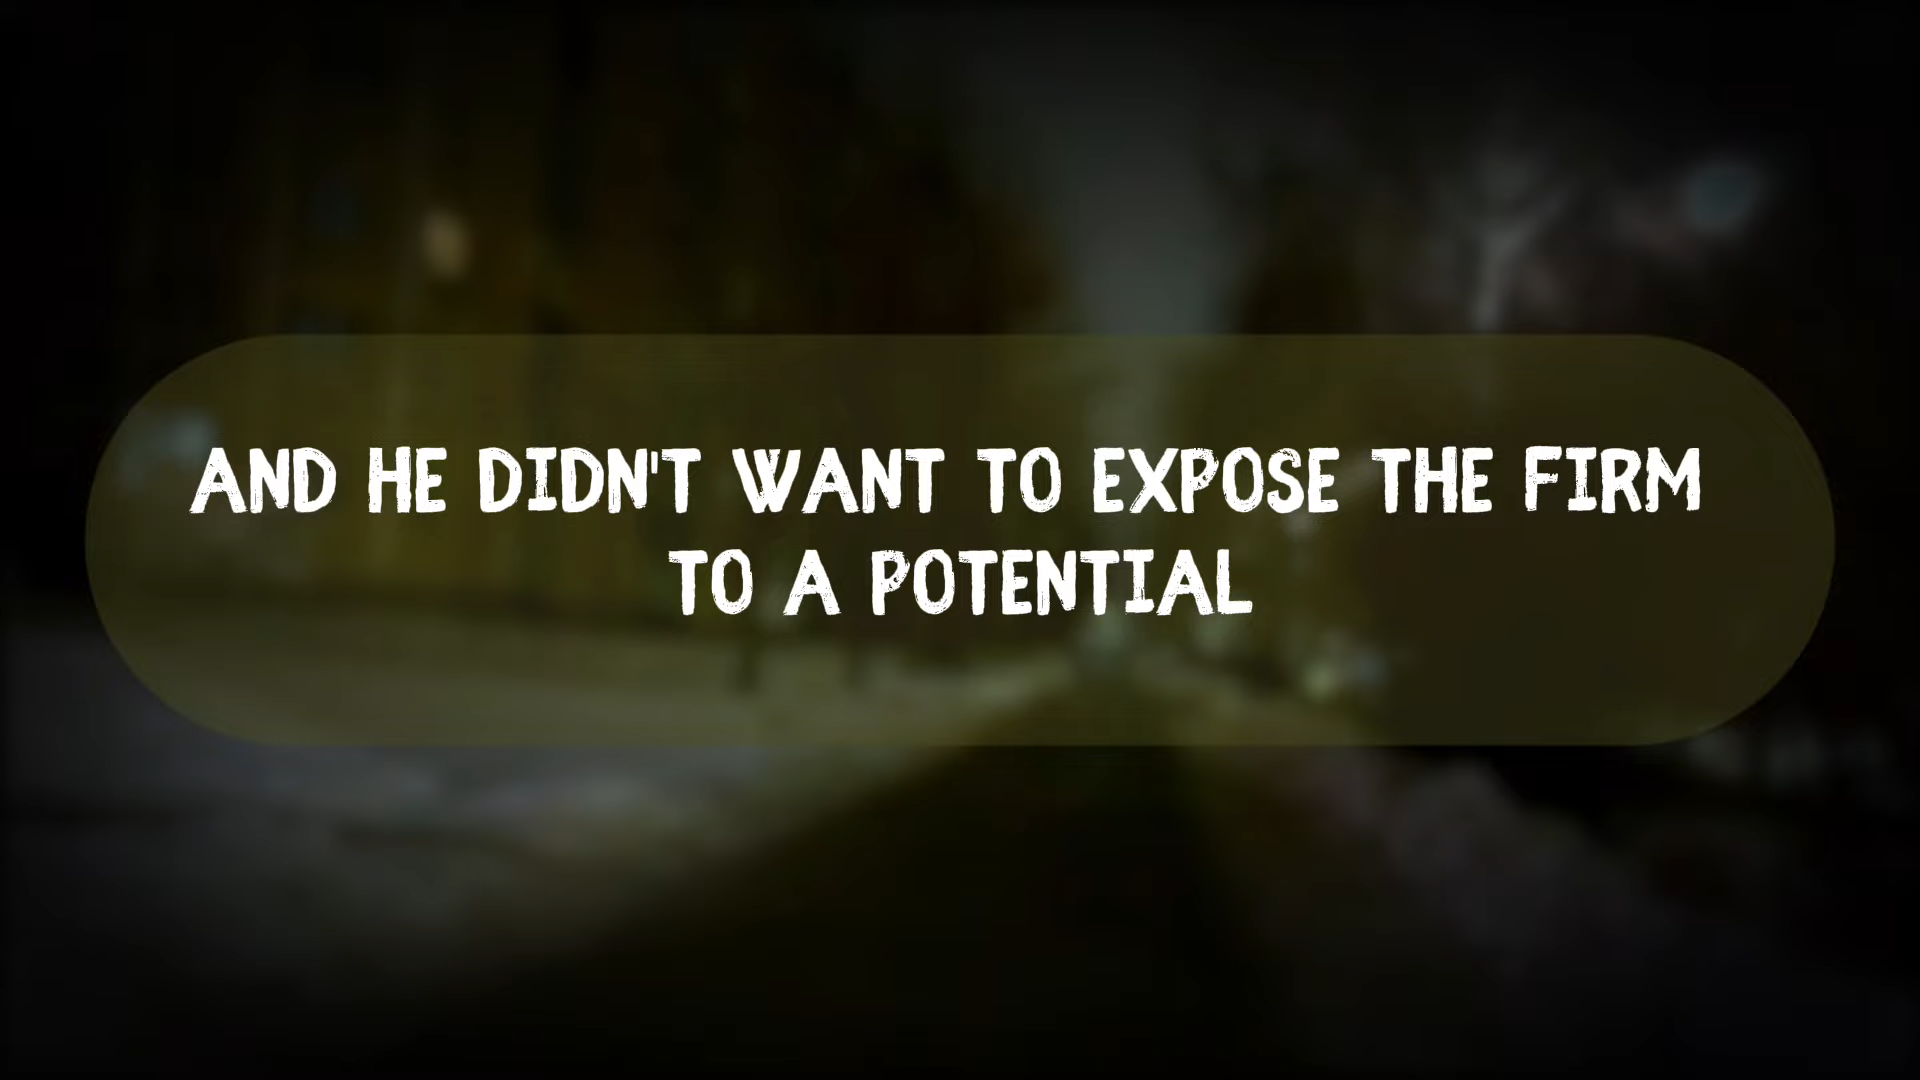 AND HE DIDN'T WANT TO EXPOSE THE FIRM
TO A POTENTIAL